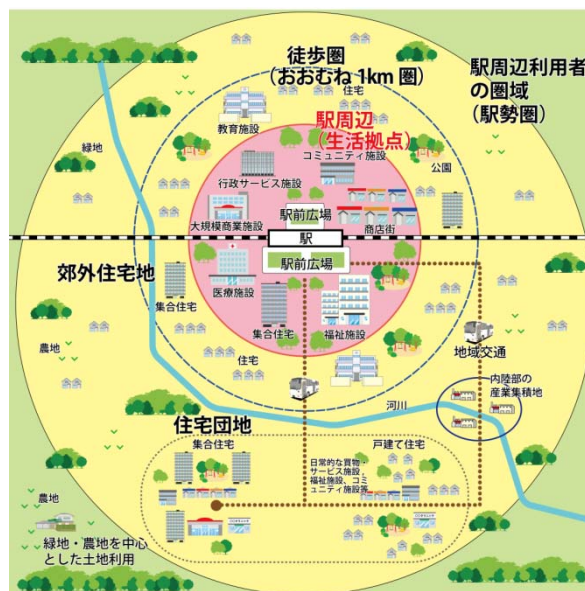 徒歩圏
（おおむね1km圏）
駅周辺利用者
の圏域
（駅勢圏）
住宅
教育施設
駅周辺
（生活拠点）
コミュニティ施設
緑地
公園
行政サービス施設
大規模商業施設
駅前広場
商店街
駅
郊外住宅地
駅前広場
医療施設
集合住宅
集合住宅
福祉施設
地域交通
農地
住宅
内陸部の
産業集積地
河川
住宅団地
集合住宅
戸建て住宅
日常的な買物
サービス施設、
福祉施設、コミ
ュニティ施設等
農地
緑地・農地を中心
とした土地利用